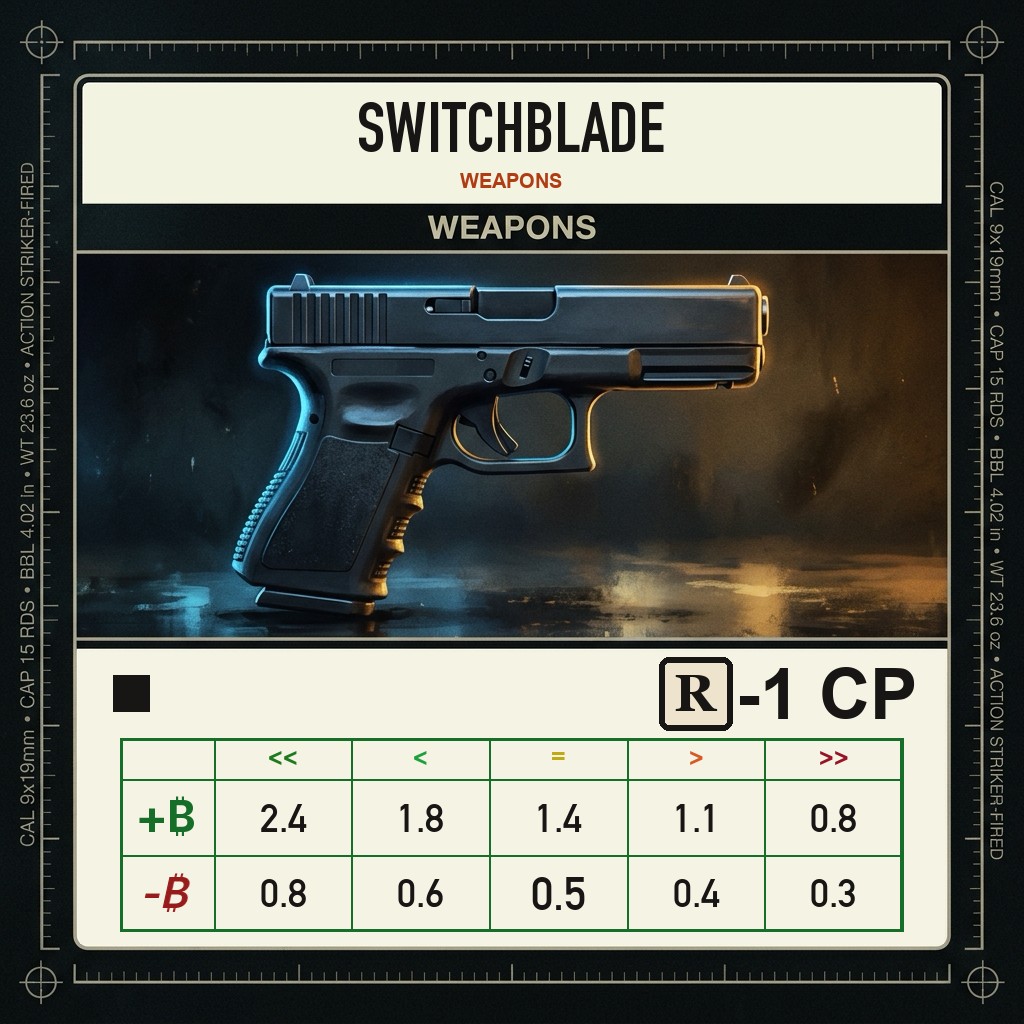 SWITCHBLADE
WEAPONS
WEAPONS
CAL 9x19mm • CAP 15 RDS • BBL 4.02 in • WT 23.6 oz • ACTION STRIKER-FIRED
CAL 9x19mm • CAP 15 RDS • BBL 4.02 in • WT 23.6 oz • ACTION STRIKER-FIRED
R-1 CP
<< < = > >>
+₿ 2.4 1.8 1.4 1.1 0.8
-₿ 0.8 0.6 0.5 0.4 0.3